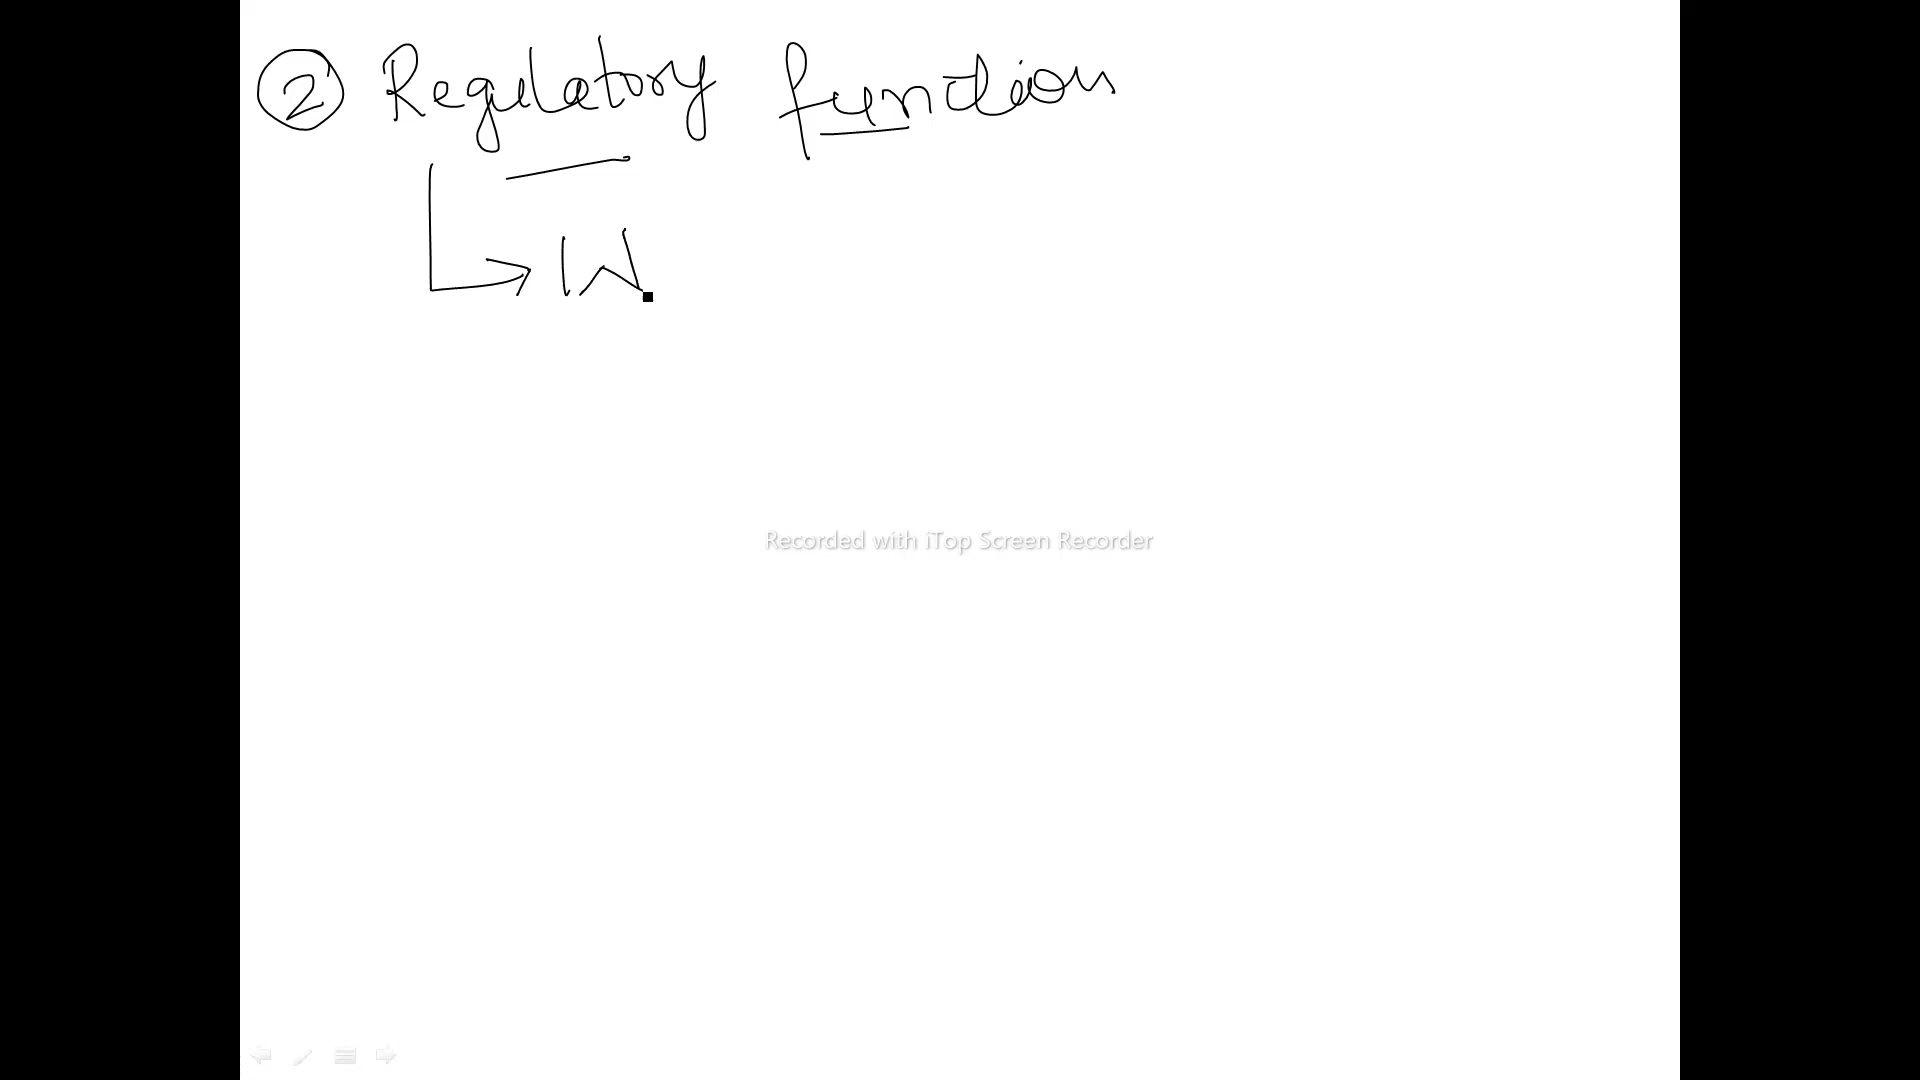 ② Regulatory function
Recorded with iTop Screen Recorder